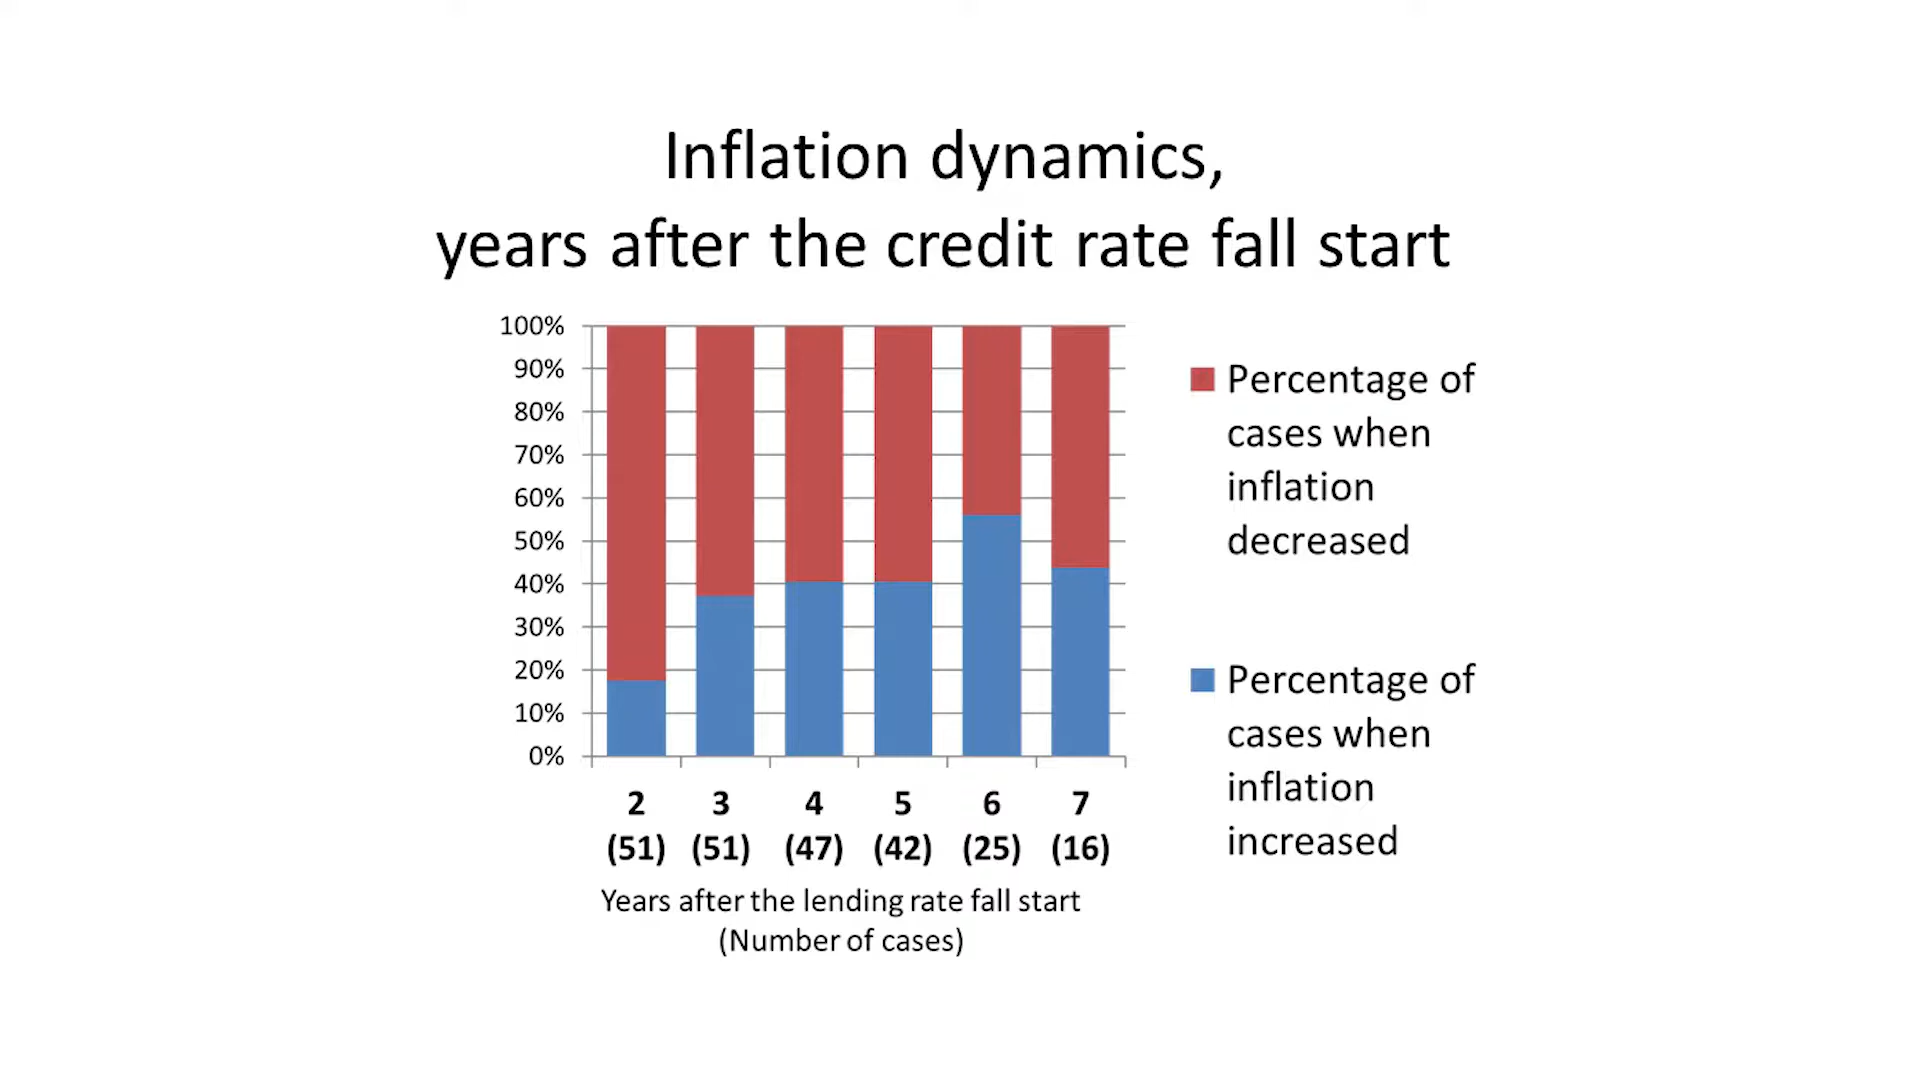 Inflation dynamics,
years after the credit rate fall start
100%
90%
80%
70%
60%
50%
40%
30%
20%
10%
0%
2 3 4 5 6 7
(51) (51) (47) (42) (25) (16)
Years after the lending rate fall start
(Number of cases)
Percentage of
cases when
inflation
decreased
Percentage of
cases when
inflation
increased